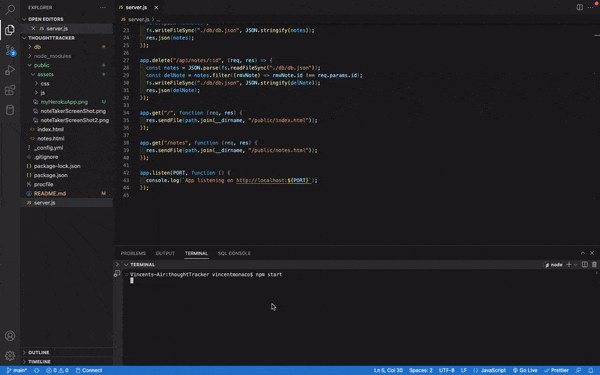 EXPLORER
OPEN EDITORS
server.js
THOUGHTTRACKER
db
node_modules
public
assets
css
js
myHerokuApp.png
noteTakerScreenShot.png
noteTakerScreenShot2.png
index.html
notes.html
_config.yml
.gitignore
package-lock.json
package.json
procfile
README.md M
server.js
OUTLINE
TIMELINE
server.js
server.js > ...
23 fs.writeFileSync("./db/db.json", JSON.stringify(notes));
24 res.json(notes);
25 });
26
27 app.delete("/api/notes/:id", (req, res) => {
28 const notes = JSON.parse(fs.readFileSync("./db/db.json"));
29 const delNote = notes.filter((rmvNote) => rmvNote.id !== req.params.id);
30 fs.writeFileSync("./db/db.json", JSON.stringify(delNote));
31 res.json(delNote);
32 });
33
34 app.get("/", function (req, res) {
35 res.sendFile(path.join(__dirname, "/public/index.html"));
36 });
37
38 app.get("/notes", function (req, res) {
39 res.sendFile(path.join(__dirname, "/public/notes.html"));
40 });
41
42 app.listen(PORT, function () {
43 console.log(`App listening on http://localhost:${PORT}`);
44 });
45
PROBLEMS OUTPUT TERMINAL SQL CONSOLE
TERMINAL
node
Vincents-Air:thoughtTracker vincentmonaco$ npm start
main* 0 0 Connect
Ln 5, Col 30 Spaces: 2 UTF-8 LF {} JavaScript Go Live Prettier